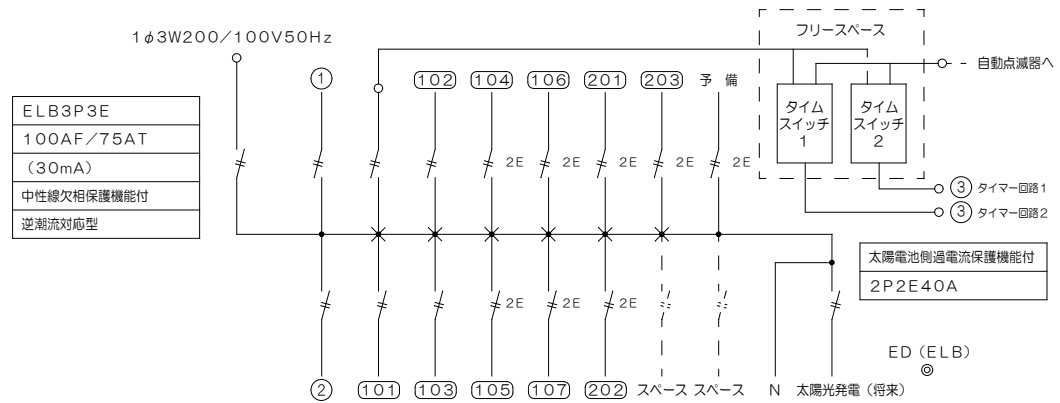 1φ3W200/100V50Hz
ELB3P3E
100AF/75AT
(30mA)
中性線欠相保護機能付
逆潮流対応型
① 102 104 106 201 203 予備
2E 2E 2E 2E 2E
フリースペース
タイム
スイッチ
1
タイム
スイッチ
2
自動点滅器へ
③ タイマー回路1
③ タイマー回路2
太陽電池側過電流保護機能付
2P2E40A
2E 2E 2E
② 101 103 105 107 202 スペース スペース N 太陽光発電(将来)
ED(ELB)